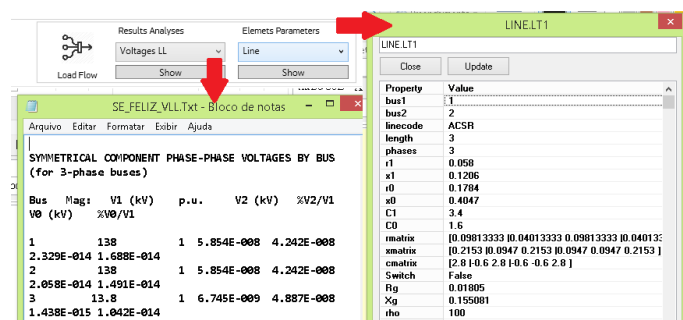 Results Analyses
Elemets Parameters
Voltages LL
Line
Load Flow
Show
Show
SE_FELIZ_VLL.Txt - Bloco de notas
Arquivo Editar Formatar Exibir Ajuda
SYMMETRICAL COMPONENT PHASE-PHASE VOLTAGES BY BUS
(for 3-phase buses)
Bus Mag: V1 (kV) p.u. V2 (kV) %V2/V1
V0 (kV) %V0/V1
1 138 1 5.854E-008 4.242E-008
2.329E-014 1.688E-014
2 138 1 5.854E-008 4.242E-008
2.058E-014 1.491E-014
3 13.8 1 6.745E-009 4.887E-008
1.438E-015 1.042E-014
LINE.LT1
LINE.LT1
Close Update
Property Value
bus1 1
bus2 2
linecode ACSR
length 3
phases 3
r1 0.058
x1 0.1206
r0 0.1784
x0 0.4047
C1 3.4
C0 1.6
rmatrix [0.09813333 |0.04013333 0.09813333 |0.040133
xmatrix [0.2153 |0.0947 0.2153 |0.0947 0.0947 0.2153 ]
cmatrix [2.8 |-0.6 2.8 |-0.6 -0.6 2.8 ]
Switch False
Rg 0.01805
Xg 0.155081
rho 100